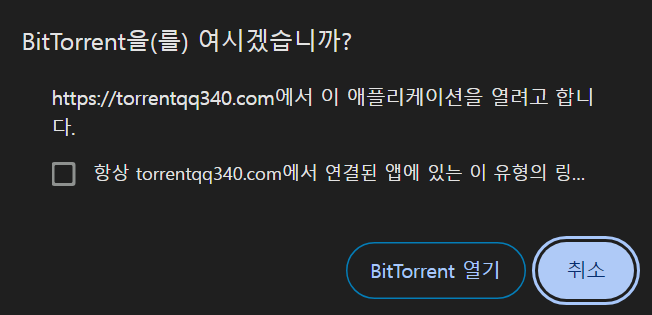 BitTorrent을(를) 여시겠습니까?
https://torrentqq340.com에서 이 애플리케이션을 열려고 합니
다.
항상 torrentqq340.com에서 연결된 앱에 있는 이 유형의 링...
BitTorrent 열기
취소